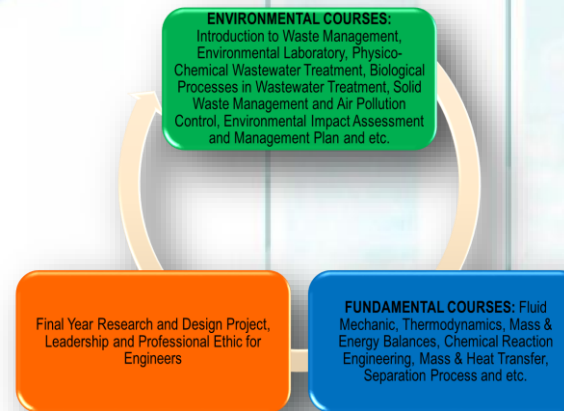 ENVIRONMENTAL COURSES:
Introduction to Waste Management,
Environmental Laboratory, Physico-
Chemical Wastewater Treatment, Biological
Processes in Wastewater Treatment, Solid
Waste Management and Air Pollution
Control, Environmental Impact Assessment
and Management Plan and etc.
Final Year Research and Design Project,
Leadership and Professional Ethic for
Engineers
FUNDAMENTAL COURSES: Fluid
Mechanic, Thermodynamics, Mass &
Energy Balances, Chemical Reaction
Engineering, Mass & Heat Transfer,
Separation Process and etc.